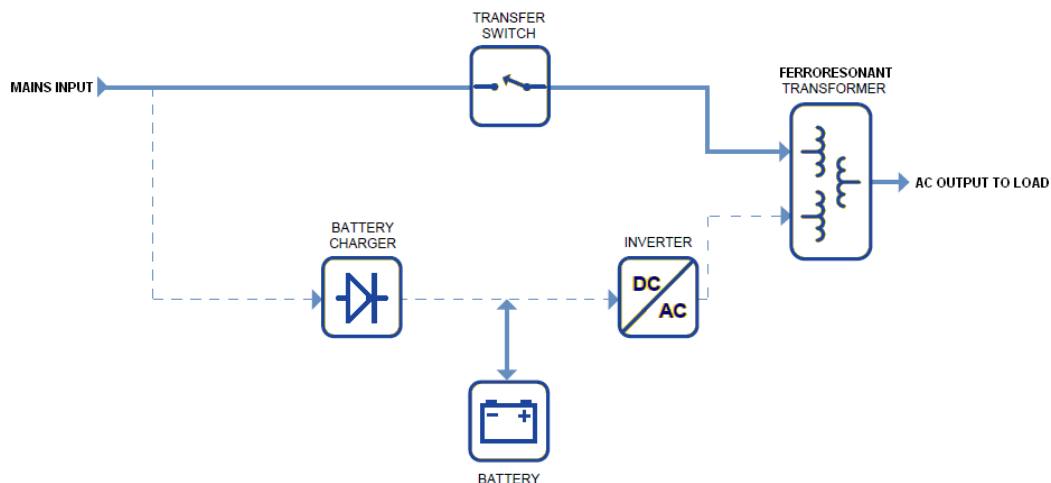 TRANSFER
SWITCH
MAINS INPUT
FERRORESONANT
TRANSFORMER
AC OUTPUT TO LOAD
BATTERY
CHARGER
INVERTER
DC
AC
BATTERY